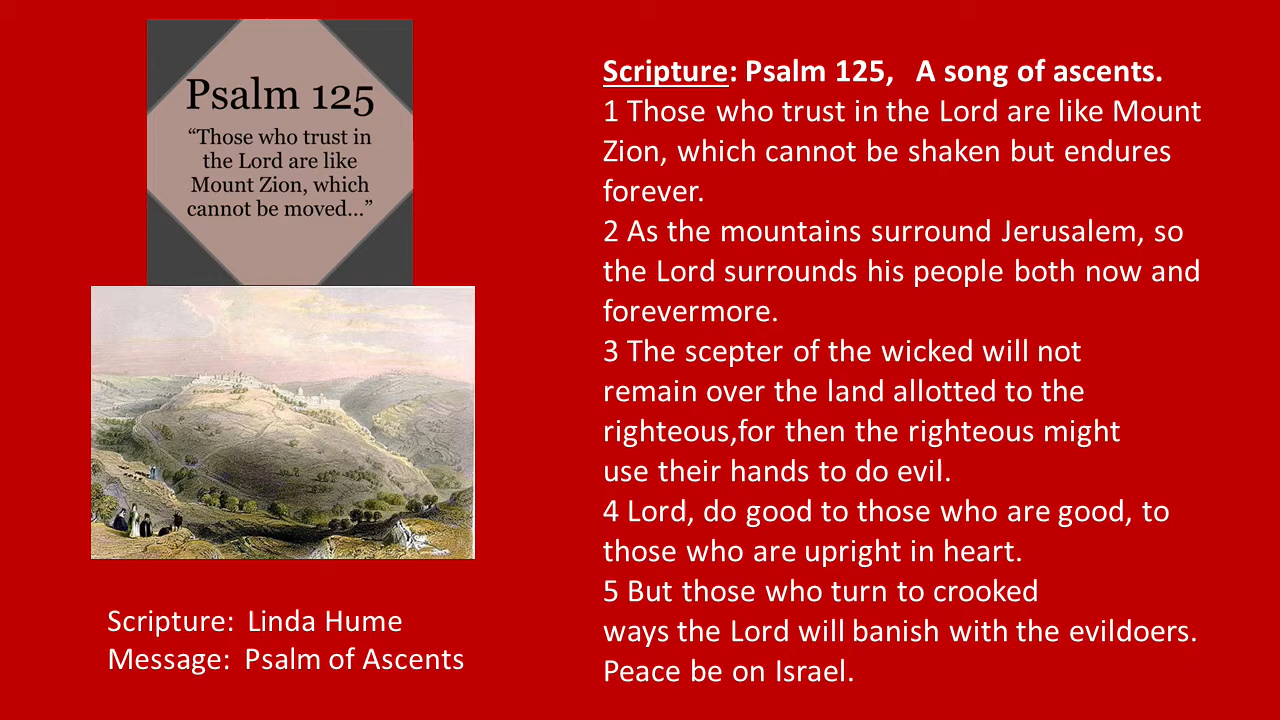 Psalm 125
“Those who trust in
the Lord are like
Mount Zion, which
cannot be moved...”
Scripture: Linda Hume
Message: Psalm of Ascents
Scripture: Psalm 125, A song of ascents.
1 Those who trust in the Lord are like Mount
Zion, which cannot be shaken but endures
forever.
2 As the mountains surround Jerusalem, so
the Lord surrounds his people both now and
forevermore.
3 The scepter of the wicked will not
remain over the land allotted to the
righteous,for then the righteous might
use their hands to do evil.
4 Lord, do good to those who are good, to
those who are upright in heart.
5 But those who turn to crooked
ways the Lord will banish with the evildoers.
Peace be on Israel.